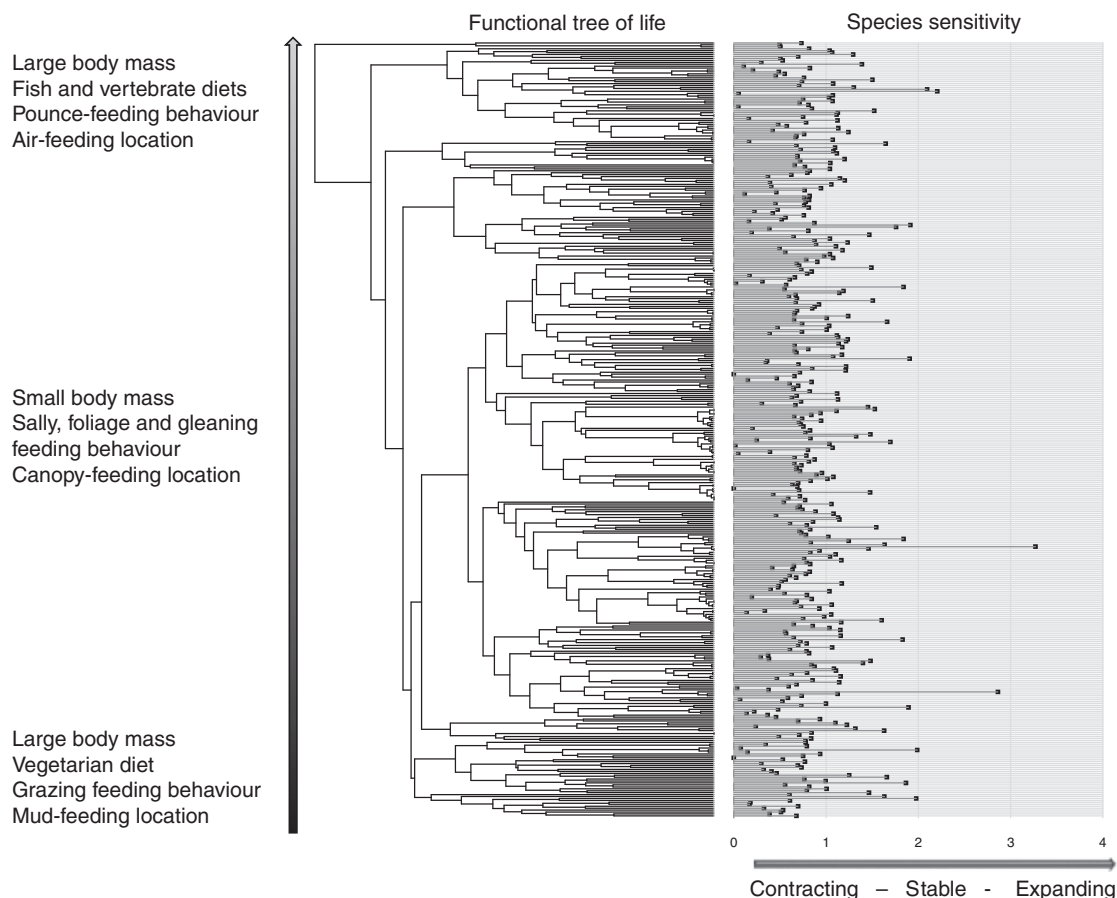 Functional tree of life
Species sensitivity
Large body mass
Fish and vertebrate diets
Pounce-feeding behaviour
Air-feeding location
Small body mass
Sally, foliage and gleaning
feeding behaviour
Canopy-feeding location
Large body mass
Vegetarian diet
Grazing feeding behaviour
Mud-feeding location
0 1 2 3 4
Contracting – Stable - Expanding